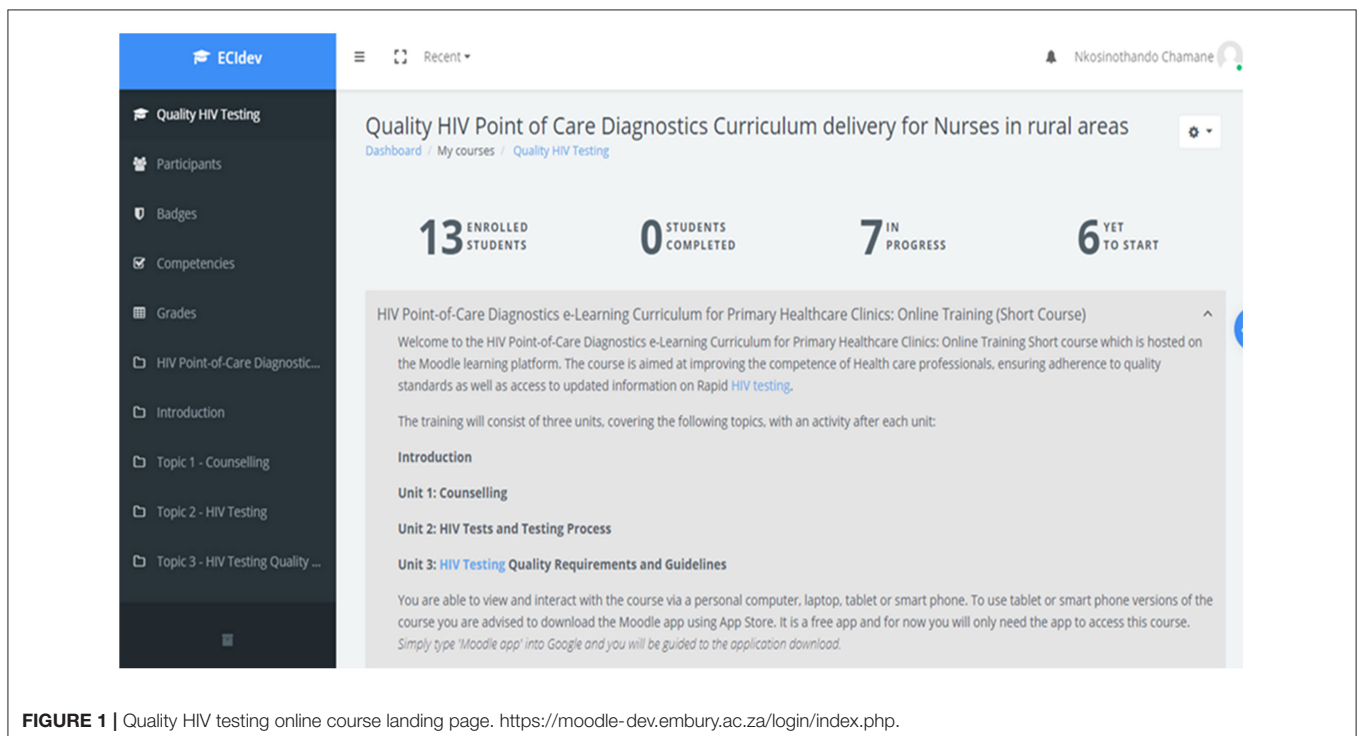 ECIdev
Recent
Nkosinothando Chamane
Quality HIV Testing
Participants
Badges
Competencies
Grades
HIV Point-of-Care Diagnostic...
Introduction
Topic 1 - Counselling
Topic 2 - HIV Testing
Topic 3 - HIV Testing Quality ...
Quality HIV Point of Care Diagnostics Curriculum delivery for Nurses in rural areas
Dashboard / My courses / Quality HIV Testing
13 ENROLLED STUDENTS
0 STUDENTS COMPLETED
7 IN PROGRESS
6 YET TO START
HIV Point-of-Care Diagnostics e-Learning Curriculum for Primary Healthcare Clinics: Online Training (Short Course)
Welcome to the HIV Point-of-Care Diagnostics e-Learning Curriculum for Primary Healthcare Clinics: Online Training Short course which is hosted on
the Moodle learning platform. The course is aimed at improving the competence of Health care professionals, ensuring adherence to quality
standards as well as access to updated information on Rapid HIV testing.
The training will consist of three units, covering the following topics, with an activity after each unit:
Introduction
Unit 1: Counselling
Unit 2: HIV Tests and Testing Process
Unit 3: HIV Testing Quality Requirements and Guidelines
You are able to view and interact with the course via a personal computer, laptop, tablet or smart phone. To use tablet or smart phone versions of the
course you are advised to download the Moodle app using App Store. It is a free app and for now you will only need the app to access this course.
Simply type 'Moodle app' into Google and you will be guided to the application download.
FIGURE 1 | Quality HIV testing online course landing page. https://moodle-dev.embury.ac.za/login/index.php.